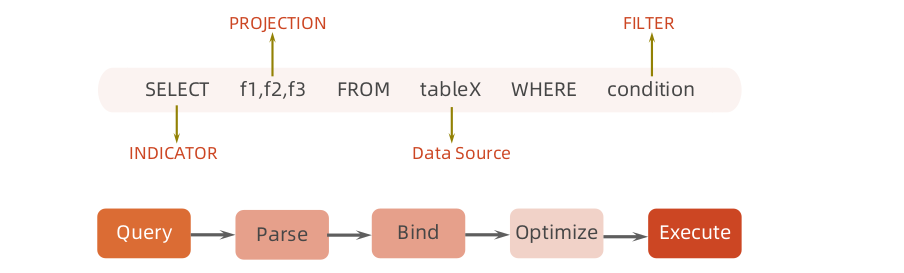 PROJECTION FILTER
SELECT f1,f2,f3 FROM tableX WHERE condition
INDICATOR Data Source
Query Parse Bind Optimize Execute